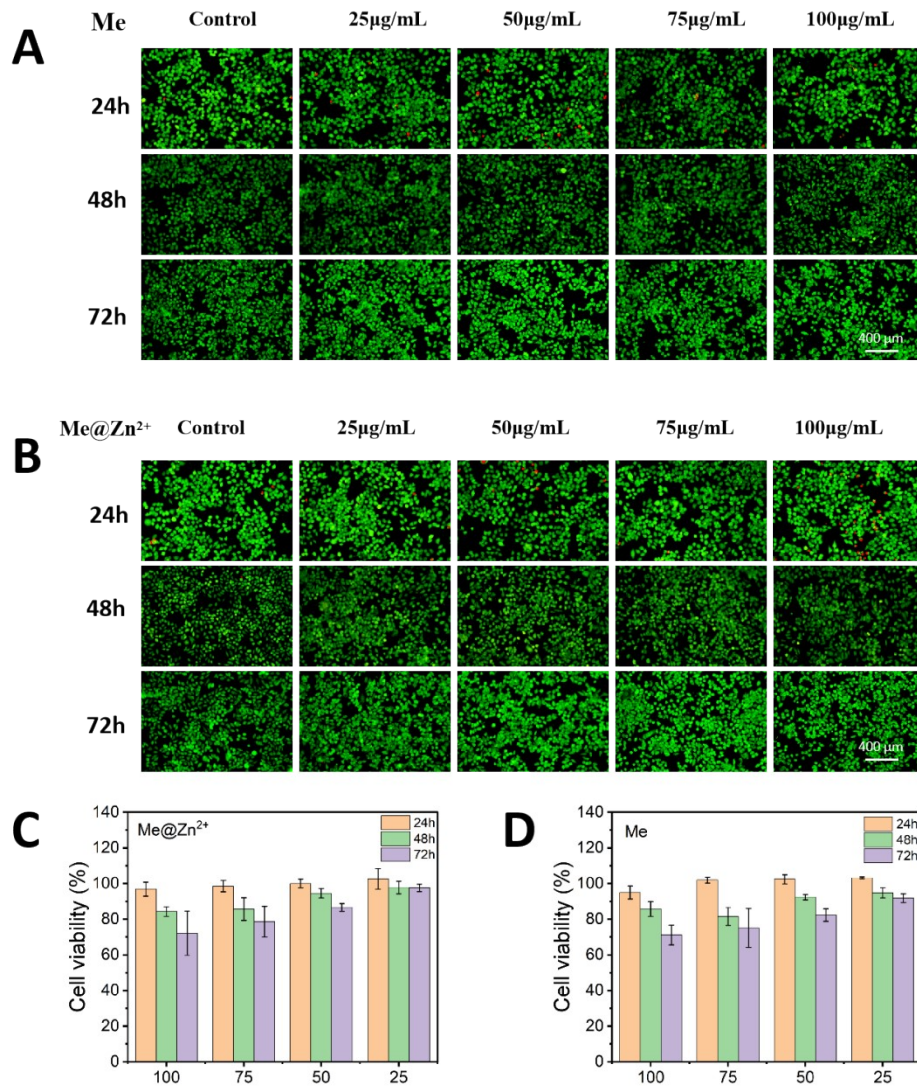 A
Me Control 25μg/mL 50μg/mL 75μg/mL 100μg/mL
24h
48h
72h
400 μm
B
Me@Zn²⁺ Control 25μg/mL 50μg/mL 75μg/mL 100μg/mL
24h
48h
72h
400 μm
C
Me@Zn²⁺
24h
48h
72h
Cell viability (%)
140
120
100
80
60
40
20
0
100 75 50 25
D
Me
24h
48h
72h
Cell viability (%)
140
120
100
80
60
40
20
0
100 75 50 25